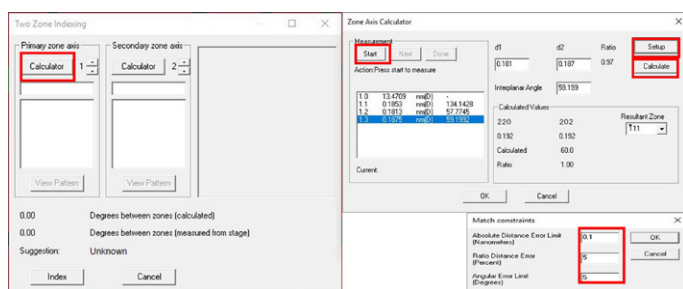 Two Zone Indexing
Primary zone axis
Secondary zone axis
Calculator 1
Calculator 2
View Pattern
View Pattern
0.00 Degrees between zones (calculated)
0.00 Degrees between zones (measured from stage)
Suggestion: Unknown
Index Cancel
Zone Axis Calculator
Measurement
Start Next Done
Action:Press start to measure
1.0 13.4709 nm(D) -
1.1 0.1853 nm(D) 134.1428
1.2 0.1813 nm(D) 57.7745
1.3 0.1875 nm(D) 59.1992
Current:
d1 d2 Ratio Setup
0.181 0.187 0.97 Calculate
Interplanar Angle 59.199
Calculated Values
220 202
0.192 0.192
Calculated 60.0
Ratio 1.00
Resultant Zone
1̅11
OK Cancel
Match constraints
Absolute Distance Error Limit (Nanometers) 0.1 OK
Ratio Distance Error (Percent) 5 Cancel
Angular Error Limit (Degrees) 5